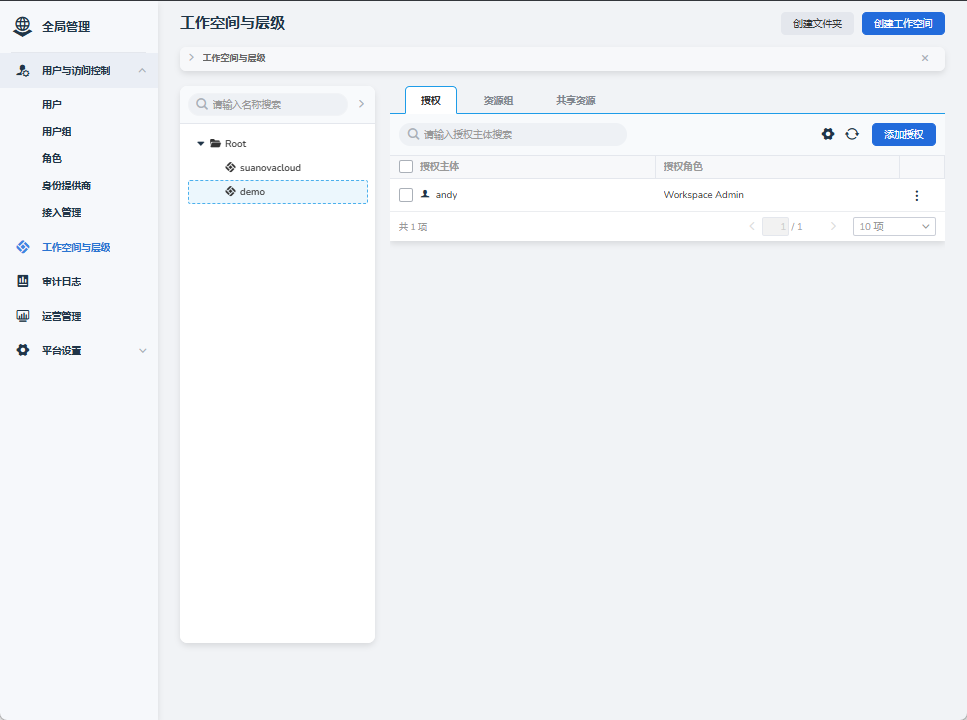 全局管理
用户与访问控制
用户
用户组
角色
身份提供商
接入管理
工作空间与层级
审计日志
运营管理
平台设置
工作空间与层级
创建文件夹
创建工作空间
工作空间与层级
请输入名称搜索
Root
suanovacloud
demo
授权
资源组
共享资源
请输入授权主体搜索
添加授权
授权主体 授权角色
andy Workspace Admin
共 1 项
1 / 1
10 项